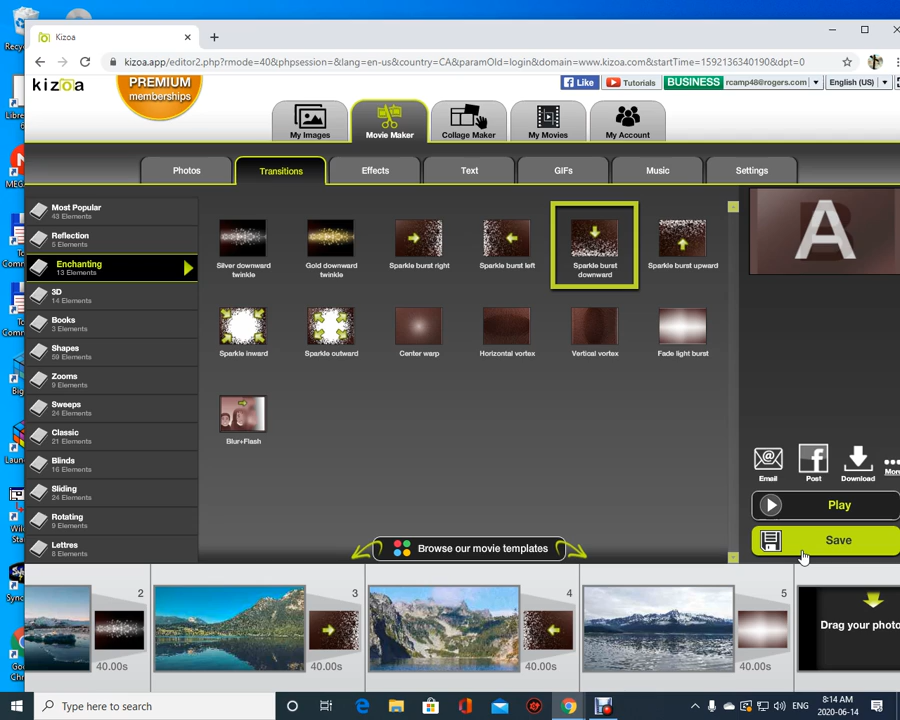 Recyc
Kizoa
kizoa.app/editor2.php?rmode=40&phpsession=&lang=en-us&country=CA&paramOld=login&domain=www.kizoa.com&startTime=1592136340190&dpt=0
kizoa
PREMIUM
memberships
Like
Tutorials
BUSINESS
rcamp48@rogers.com
English (US)
My Images
Movie Maker
Collage Maker
My Movies
My Account
Photos
Transitions
Effects
Text
GIFs
Music
Settings
Most Popular
43 Elements
Reflection
5 Elements
Enchanting
13 Elements
3D
14 Elements
Books
3 Elements
Shapes
59 Elements
Zooms
9 Elements
Sweeps
24 Elements
Classic
21 Elements
Blinds
16 Elements
Sliding
24 Elements
Rotating
9 Elements
Lettres
8 Elements
Silver downward
twinkle
Gold downward
twinkle
Sparkle burst right
Sparkle burst left
Sparkle burst
downward
Sparkle burst upward
Sparkle inward
Sparkle outward
Center warp
Horizontal vortex
Vertical vortex
Fade light burst
Blur+Flash
A
Email
Post
Download
More
Play
Save
Browse our movie templates
2
40.00s
3
40.00s
4
40.00s
5
40.00s
Drag your photo
Type here to search
ENG
8:14 AM
2020-06-14